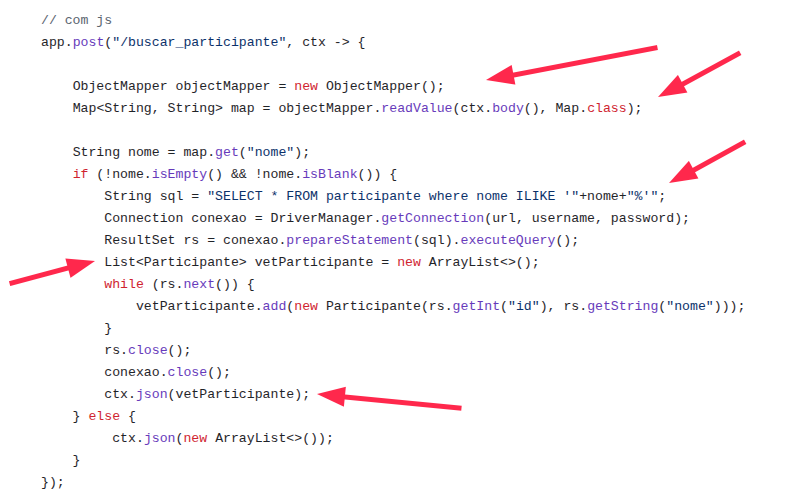 // com js
app.post("/buscar_participante", ctx -> {
ObjectMapper objectMapper = new ObjectMapper();
Map<String, String> map = objectMapper.readValue(ctx.body(), Map.class);
String nome = map.get("nome");
if (!nome.isEmpty() && !nome.isBlank()) {
String sql = "SELECT * FROM participante where nome ILIKE '"+nome+"%'";
Connection conexao = DriverManager.getConnection(url, username, password);
ResultSet rs = conexao.prepareStatement(sql).executeQuery();
List<Participante> vetParticipante = new ArrayList<>();
while (rs.next()) {
vetParticipante.add(new Participante(rs.getInt("id"), rs.getString("nome")));
}
rs.close();
conexao.close();
ctx.json(vetParticipante);
} else {
ctx.json(new ArrayList<>());
}
});